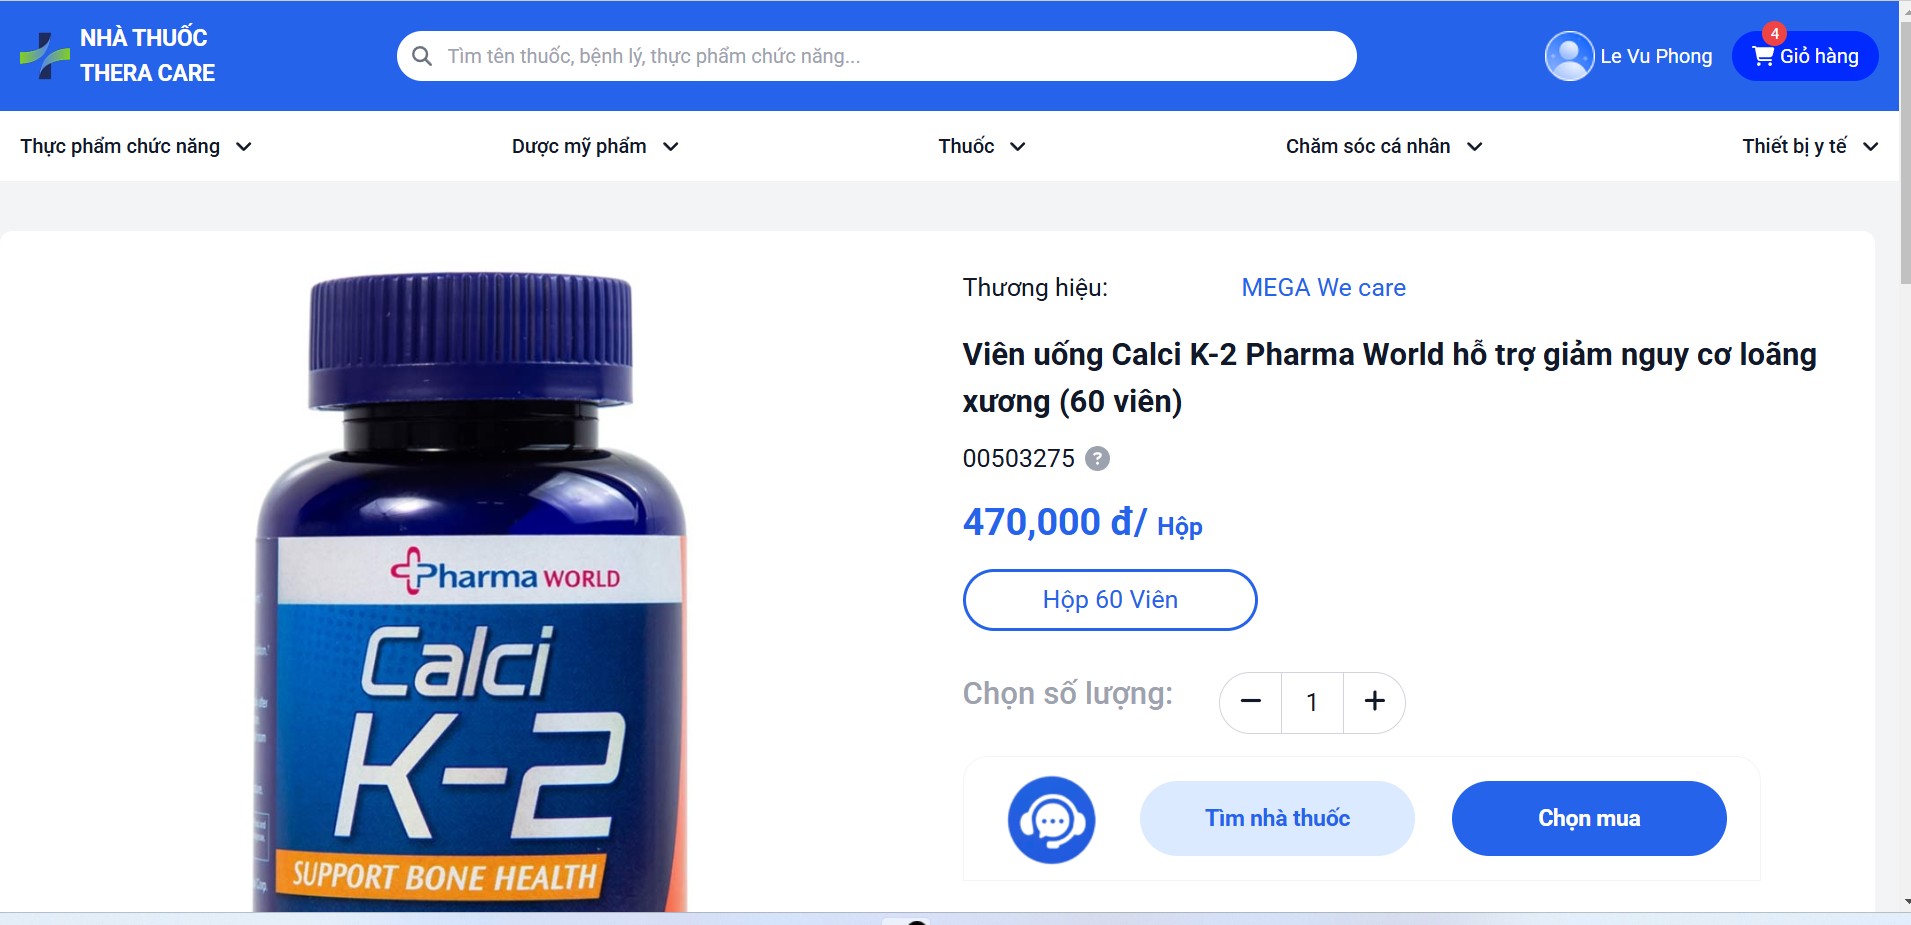 NHÀ THUỐC
THERA CARE
Tìm tên thuốc, bệnh lý, thực phẩm chức năng...
Le Vu Phong
4
Giỏ hàng
Thực phẩm chức năng
Dược mỹ phẩm
Thuốc
Chăm sóc cá nhân
Thiết bị y tế
Pharma WORLD
Calci
K-2
SUPPORT BONE HEALTH
Thương hiệu:
MEGA We care
Viên uống Calci K-2 Pharma World hỗ trợ giảm nguy cơ loãng
xương (60 viên)
00503275 ?
470,000 đ/ Hộp
Hộp 60 Viên
Chọn số lượng:
− 1 +
Tìm nhà thuốc
Chọn mua